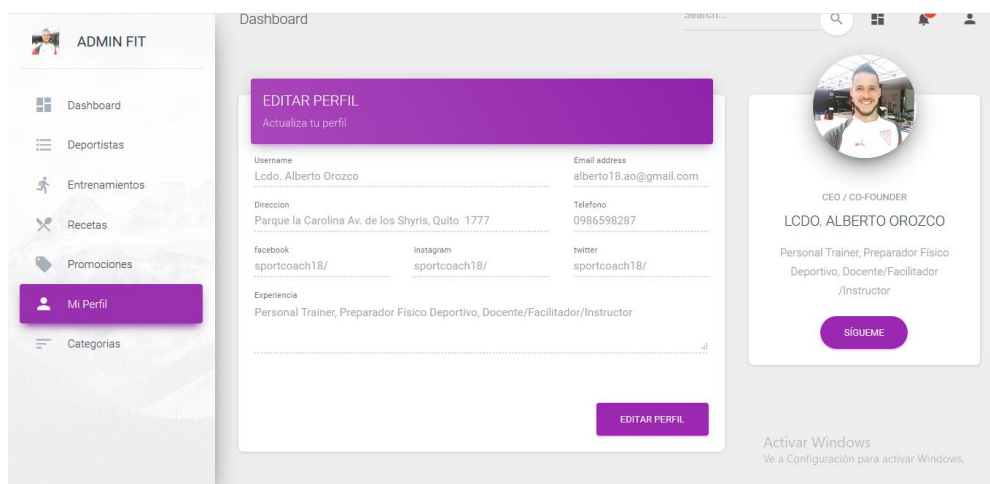 ADMIN FIT
Dashboard
Deportistas
Entrenamientos
Recetas
Promociones
Mi Perfil
Categorias
Dashboard
Search...
EDITAR PERFIL
Actualiza tu perfil
Username
Lcdo. Alberto Orozco
Email address
alberto18.ao@gmail.com
Direccion
Parque la Carolina Av. de los Shyris, Quito 1777
Telefono
0986598287
facebook
sportcoach18/
Instagram
sportcoach18/
twitter
sportcoach18/
Experiencia
Personal Trainer, Preparador Físico Deportivo, Docente/Facilitador/Instructor
EDITAR PERFIL
CEO / CO-FOUNDER
LCDO. ALBERTO OROZCO
Personal Trainer, Preparador Físico
Deportivo, Docente/Facilitador
/Instructor
SÍGUEME
Activar Windows
Ve a Configuración para activar Windows.